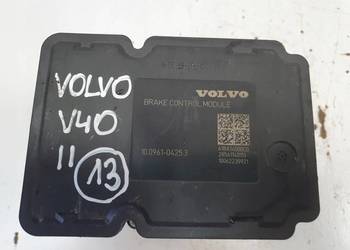 VOLVO
V40
II
13
VOLVO
BRAKE CONTROL MODULE
10.0961-0425.3